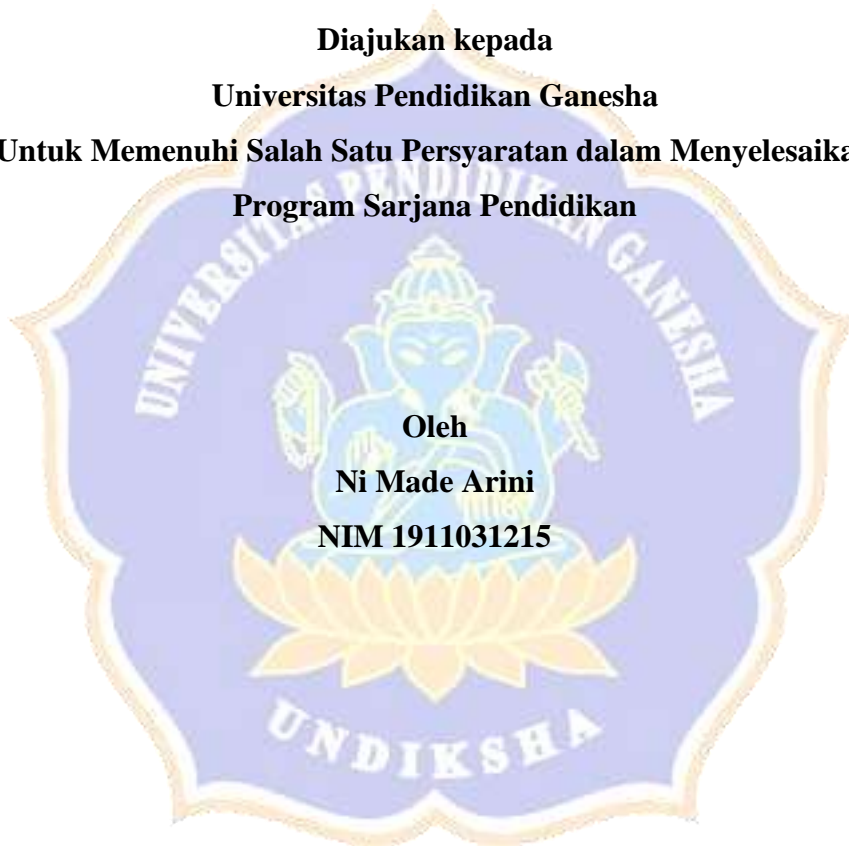 Diajukan kepada
Universitas Pendidikan Ganesha
Untuk Memenuhi Salah Satu Persyaratan dalam Menyelesaika
Program Sarjana Pendidikan
UNIVERSITAS PENDIDIKAN GANESHA
Oleh
Ni Made Arini
NIM 1911031215
UNDIKSHA